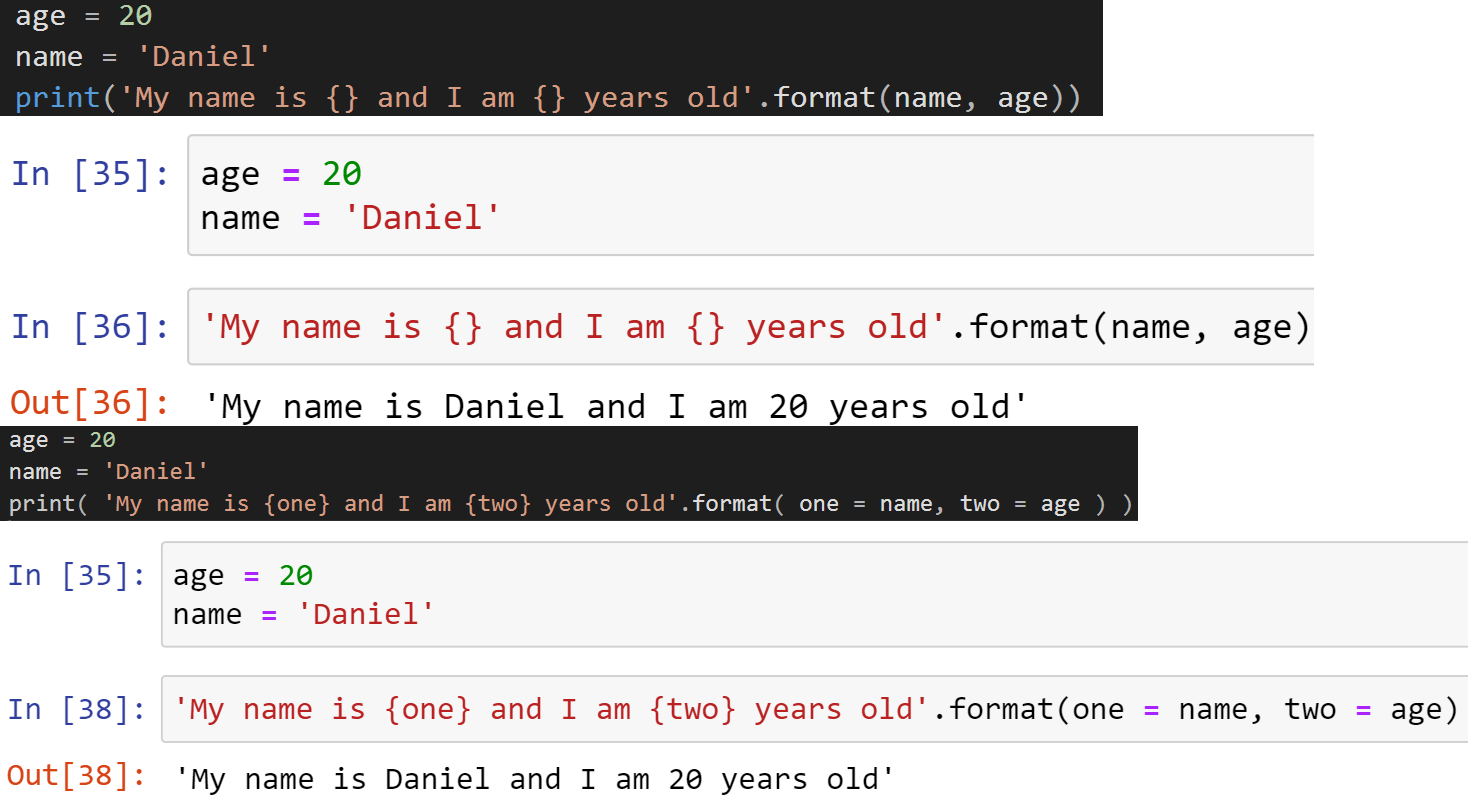 age = 20
name = 'Daniel'
print('My name is {} and I am {} years old'.format(name, age))
In [35]: age = 20
name = 'Daniel'
In [36]: 'My name is {} and I am {} years old'.format(name, age)
Out[36]: 'My name is Daniel and I am 20 years old'
age = 20
name = 'Daniel'
print( 'My name is {one} and I am {two} years old'.format( one = name, two = age ) )
In [35]: age = 20
name = 'Daniel'
In [38]: 'My name is {one} and I am {two} years old'.format(one = name, two = age)
Out[38]: 'My name is Daniel and I am 20 years old'